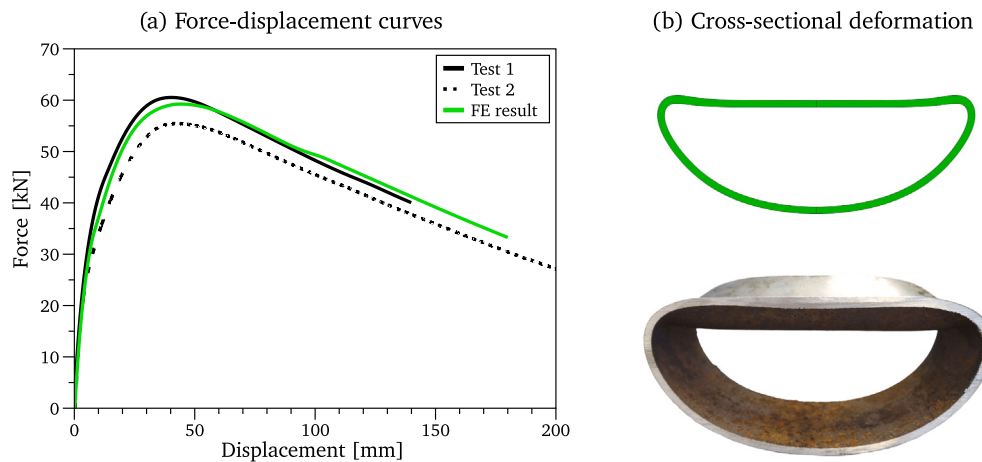 (a) Force-displacement curves
(b) Cross-sectional deformation
70
60
50
40
30
20
10
0
Force [kN]
Test 1
Test 2
FE result
0
50
100
150
200
Displacement [mm]